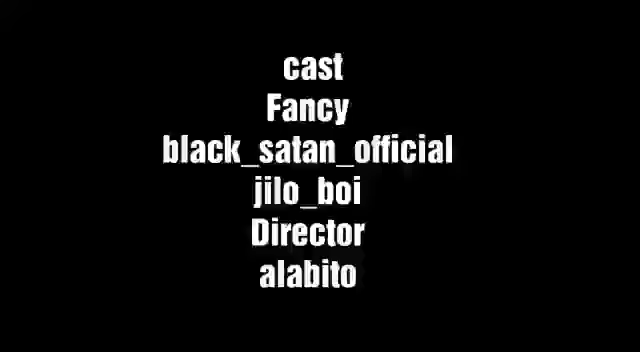 cast
Fancy
black_satan_official
jilo_boi
Director
alabito